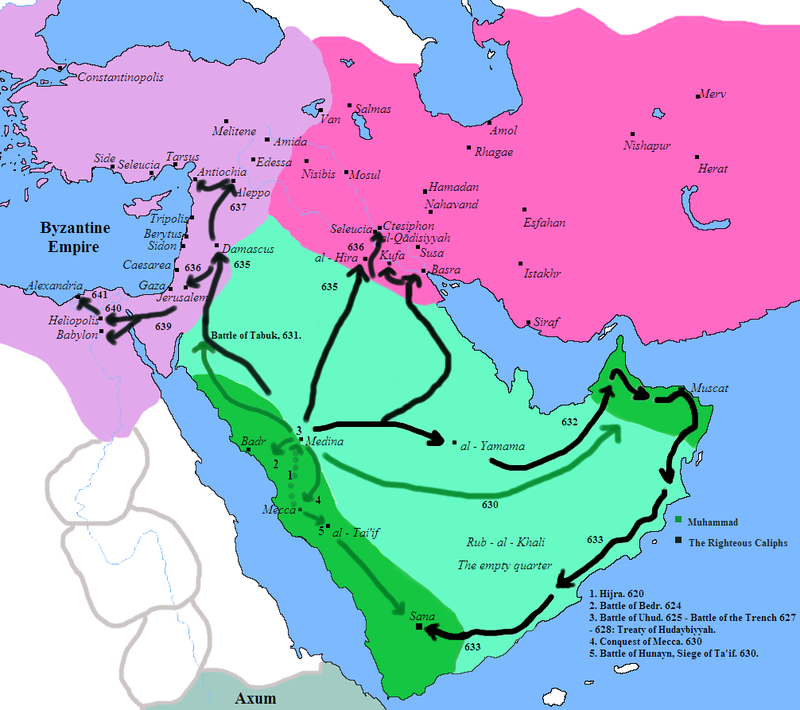 Constantinopolis
Merv
Salmas
Van
Melitene
Amida
Amol
Nishapur
Rhagae
Side
Seleucia
Tarsus
Edessa
Nisibis
Mosul
Herat
Antiochia
Aleppo
Hamadan
Nahavand
637
Tripolis
Esfahan
Byzantine
Empire
Berytus
Sidon
Damascus
Seleucia
Ctesiphon
al-Qādisiyyah
636
Susa
al - Hira
Kufa
Basra
Istakhr
Caesarea
636
635
Gaza
Jerusalem
Alexandria
641
640
635
Heliopolis
639
Babylon
Siraf
Battle of Tabuk, 631.
Muscat
632
3
Medina
Badr
2
al - Yamama
1
4
630
Mecca
5
al - Tai'if
Rub - al - Khali
The empty quarter
633
Muhammad
The Righteous Caliphs
Sana
633
1. Hijra. 620
2. Battle of Bedr. 624
3. Battle of Uhud. 625 - Battle of the Trench 627
- 628: Treaty of Hudaybiyyah.
4. Conquest of Mecca. 630
5. Battle of Hunayn, Siege of Ta'if. 630.
Axum